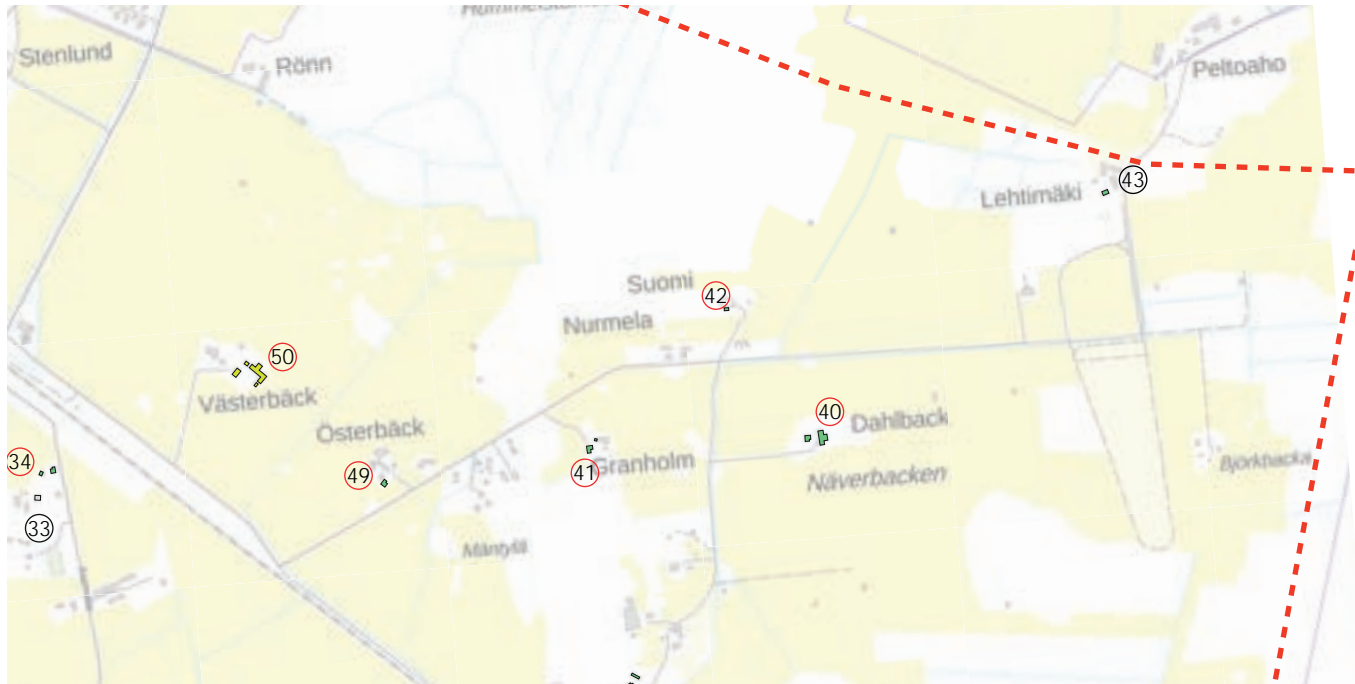 Stenlund
Rönn
Peltoaho
43
Lehtimäki
Suomi
42
Nurmela
50
Västerbäck
40
Dahlback
Österbäck
34
49
41
Granholm
Näverbacken
Björkbacka
33
Mäntylä